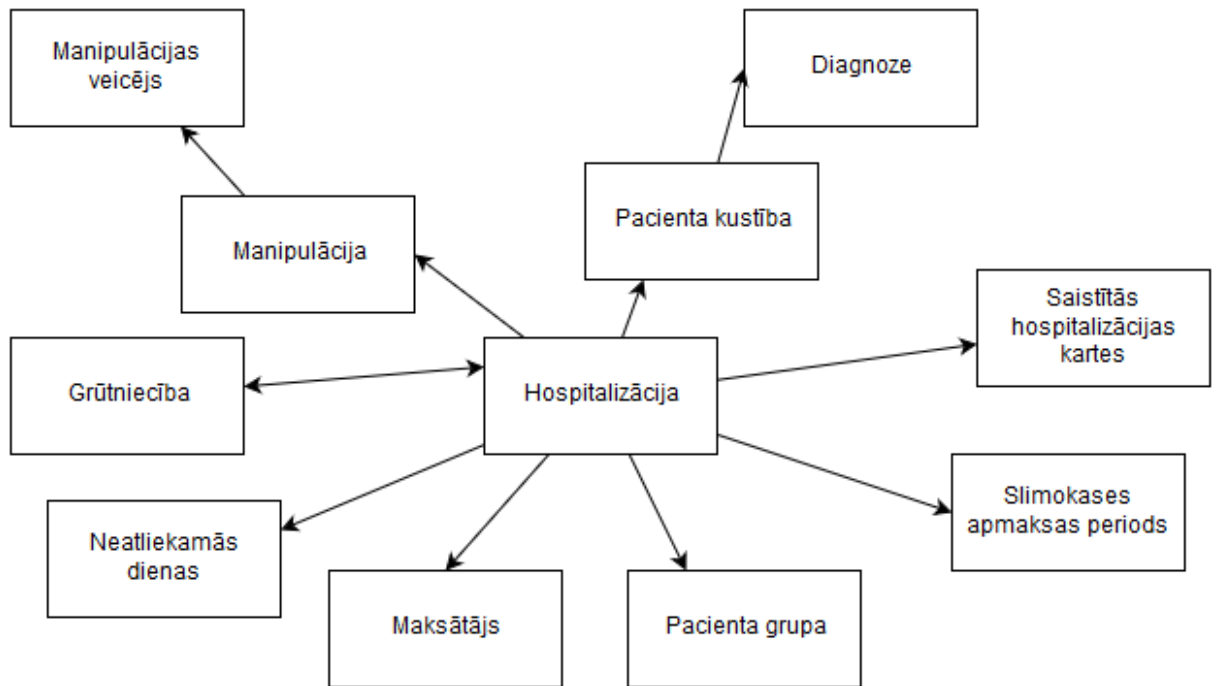 Manipulācijas
veicējs
Diagnoze
Pacienta kustība
Manipulācija
Saistītās
hospitalizācijas
kartes
Grūtniecība
Hospitalizācija
Slimokases
apmaksas periods
Neatliekamās
dienas
Maksātājs
Pacienta grupa